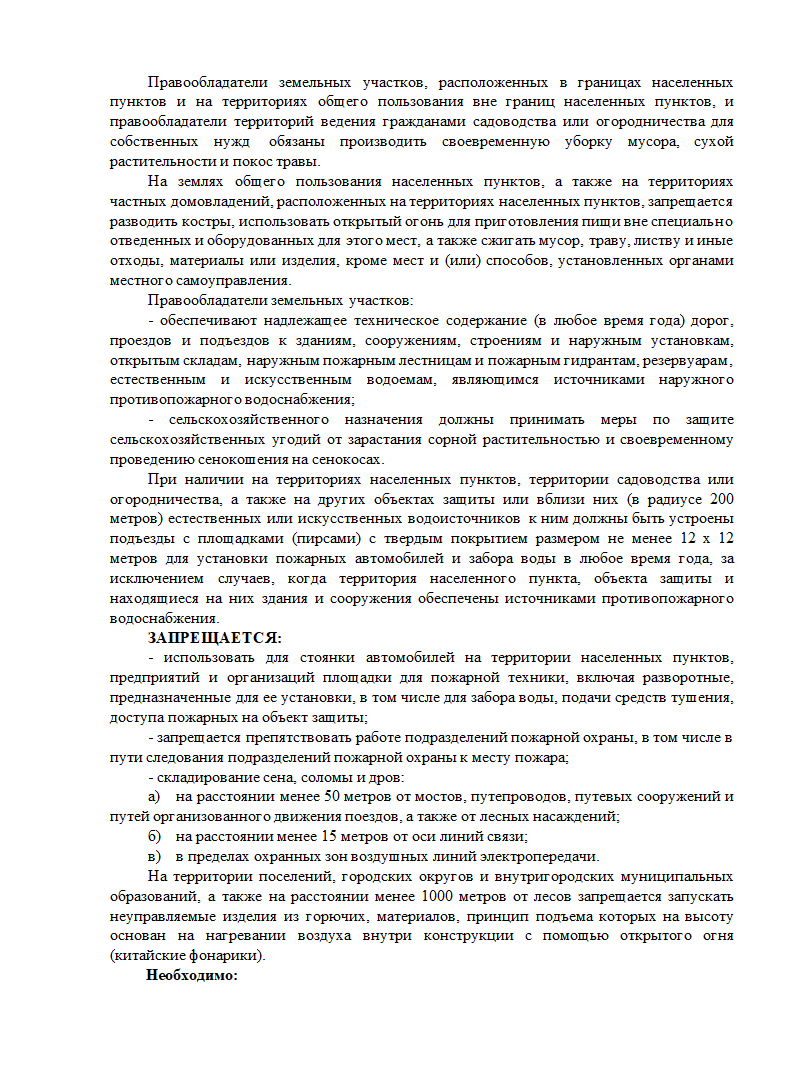 Правообладатели земельных участков, расположенных в границах населенных
пунктов и на территориях общего пользования вне границ населенных пунктов, и
правообладатели территорий ведения гражданами садоводства или огородничества для
собственных нужд обязаны производить своевременную уборку мусора, сухой
растительности и покос травы.
На землях общего пользования населенных пунктов, а также на территориях
частных домовладений, расположенных на территориях населенных пунктов, запрещается
разводить костры, использовать открытый огонь для приготовления пищи вне специально
отведенных и оборудованных для этого мест, а также сжигать мусор, траву, листву и иные
отходы, материалы или изделия, кроме мест и (или) способов, установленных органами
местного самоуправления.
Правообладатели земельных участков:
- обеспечивают надлежащее техническое содержание (в любое время года) дорог,
проездов и подъездов к зданиям, сооружениям, строениям и наружным установкам,
открытым складам, наружным пожарным лестницам и пожарным гидрантам, резервуарам,
естественным и искусственным водоемам, являющимся источниками наружного
противопожарного водоснабжения;
- сельскохозяйственного назначения должны принимать меры по защите
сельскохозяйственных угодий от зарастания сорной растительностью и своевременному
проведению сенокошения на сенокосах.
При наличии на территориях населенных пунктов, территории садоводства или
огородничества, а также на других объектах защиты или вблизи них (в радиусе 200
метров) естественных или искусственных водоисточников к ним должны быть устроены
подъезды с площадками (пирсами) с твердым покрытием размером не менее 12 х 12
метров для установки пожарных автомобилей и забора воды в любое время года, за
исключением случаев, когда территория населенного пункта, объекта защиты и
находящиеся на них здания и сооружения обеспечены источниками противопожарного
водоснабжения.
ЗАПРЕЩАЕТСЯ:
- использовать для стоянки автомобилей на территории населенных пунктов,
предприятий и организаций площадки для пожарной техники, включая разворотные,
предназначенные для ее установки, в том числе для забора воды, подачи средств тушения,
доступа пожарных на объект защиты;
- запрещается препятствовать работе подразделений пожарной охраны, в том числе в
пути следования подразделений пожарной охраны к месту пожара;
- складирование сена, соломы и дров:
а) на расстоянии менее 50 метров от мостов, путепроводов, путевых сооружений и
путей организованного движения поездов, а также от лесных насаждений;
б) на расстоянии менее 15 метров от оси линий связи;
в) в пределах охранных зон воздушных линий электропередачи.
На территории поселений, городских округов и внутригородских муниципальных
образований, а также на расстоянии менее 1000 метров от лесов запрещается запускать
неуправляемые изделия из горючих, материалов, принцип подъема которых на высоту
основан на нагревании воздуха внутри конструкции с помощью открытого огня
(китайские фонарики).
Необходимо: